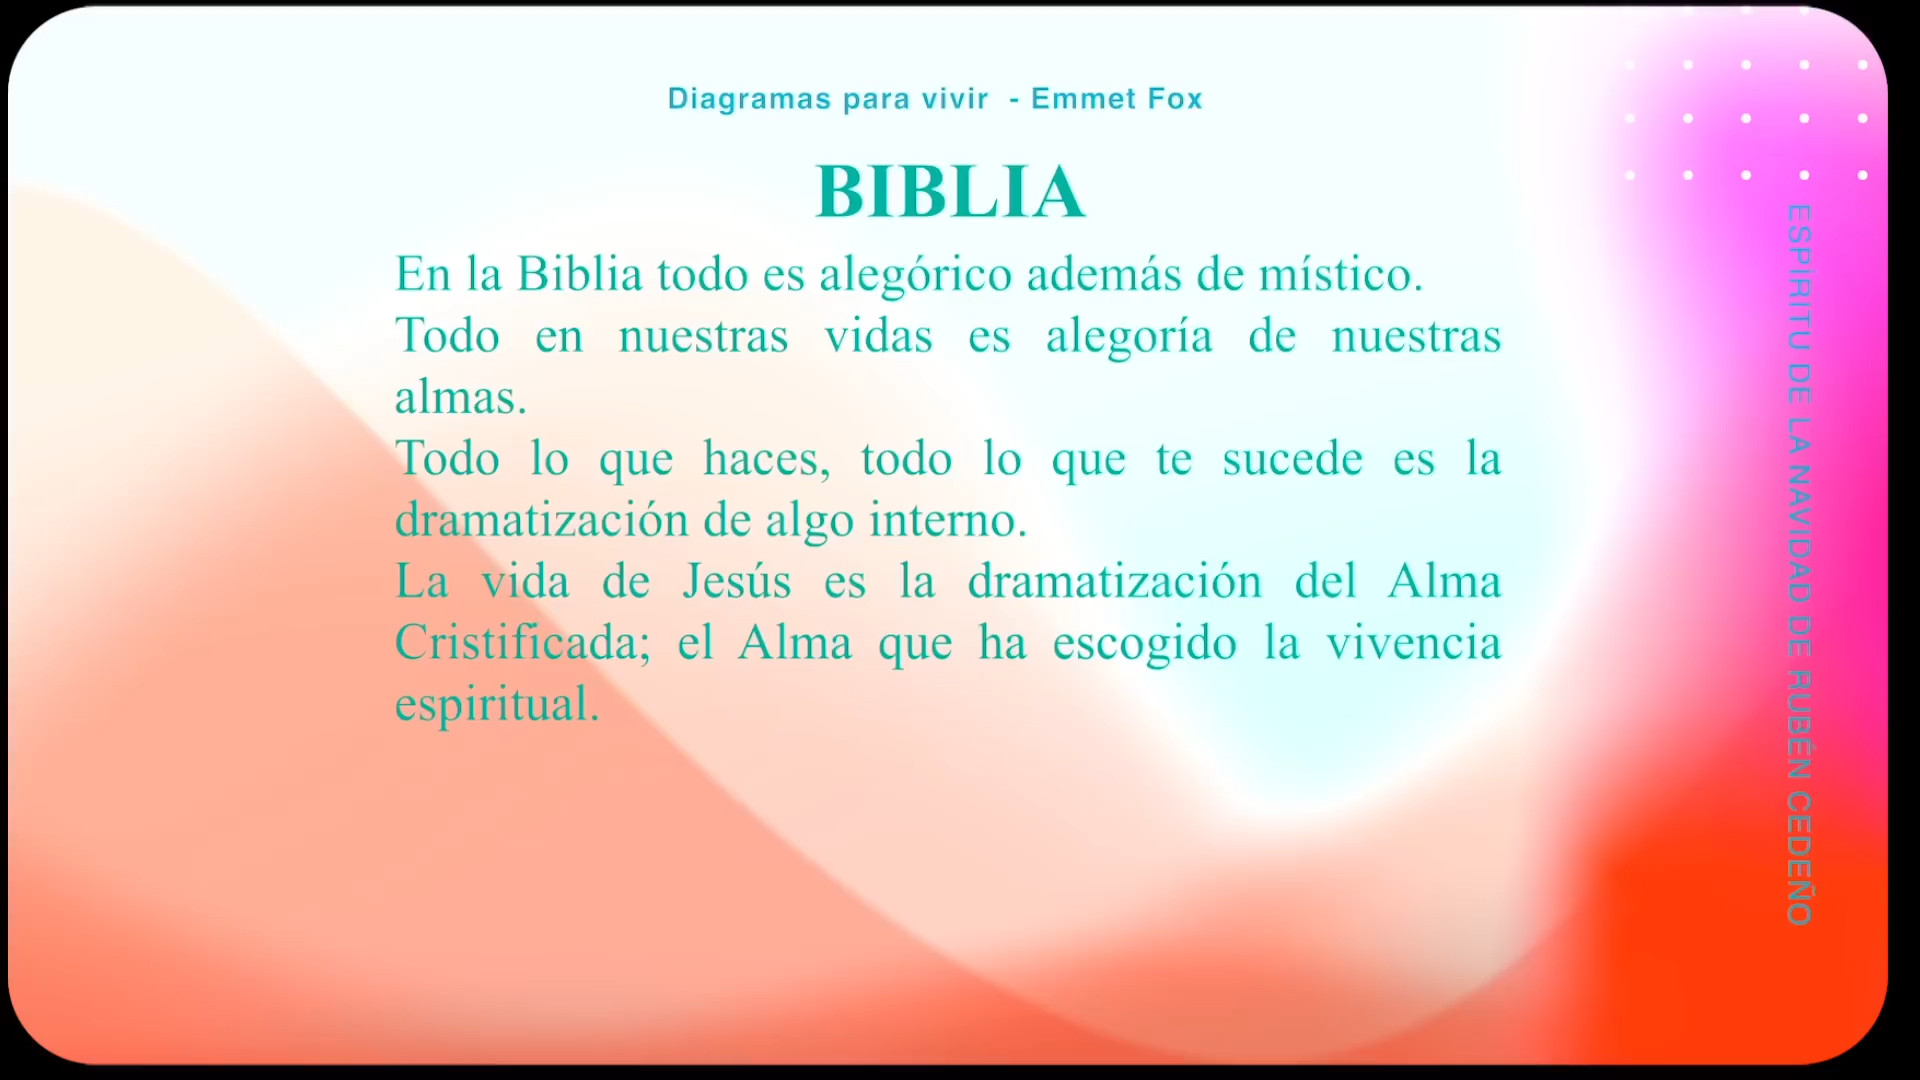 Diagramas para vivir - Emmet Fox
BIBLIA
En la Biblia todo es alegórico además de místico.
Todo en nuestras vidas es alegoría de nuestras
almas.
Todo lo que haces, todo lo que te sucede es la
dramatización de algo interno.
La vida de Jesús es la dramatización del Alma
Cristificada; el Alma que ha escogido la vivencia
espiritual.
ESPÍRITU DE LA NAVIDAD DE RUBÉN CEDEÑO